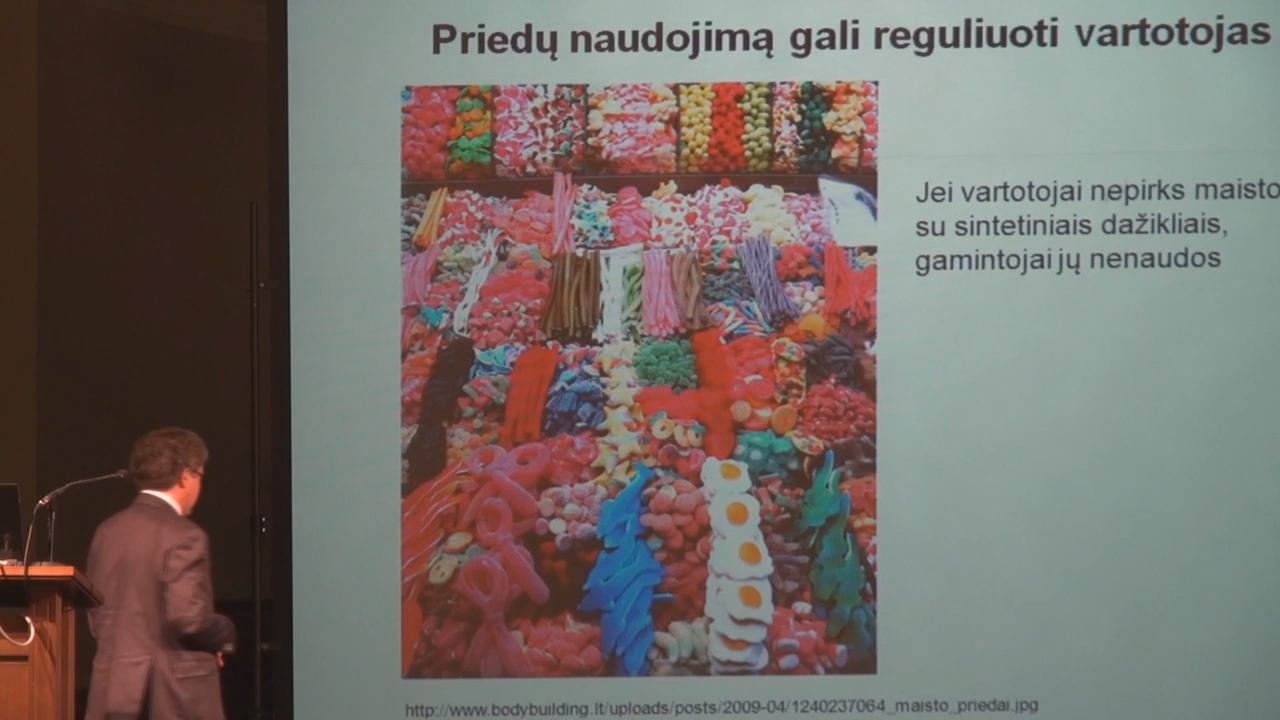 Priedų naudojimą gali reguliuoti vartotojas
Jei vartotojai nepirks maisto
su sintetiniais dažikliais,
gamintojai jų nenaudos
http://www.bodybuilding.lt/uploads/posts/2009-04/1240237064_maisto_priedai.jpg